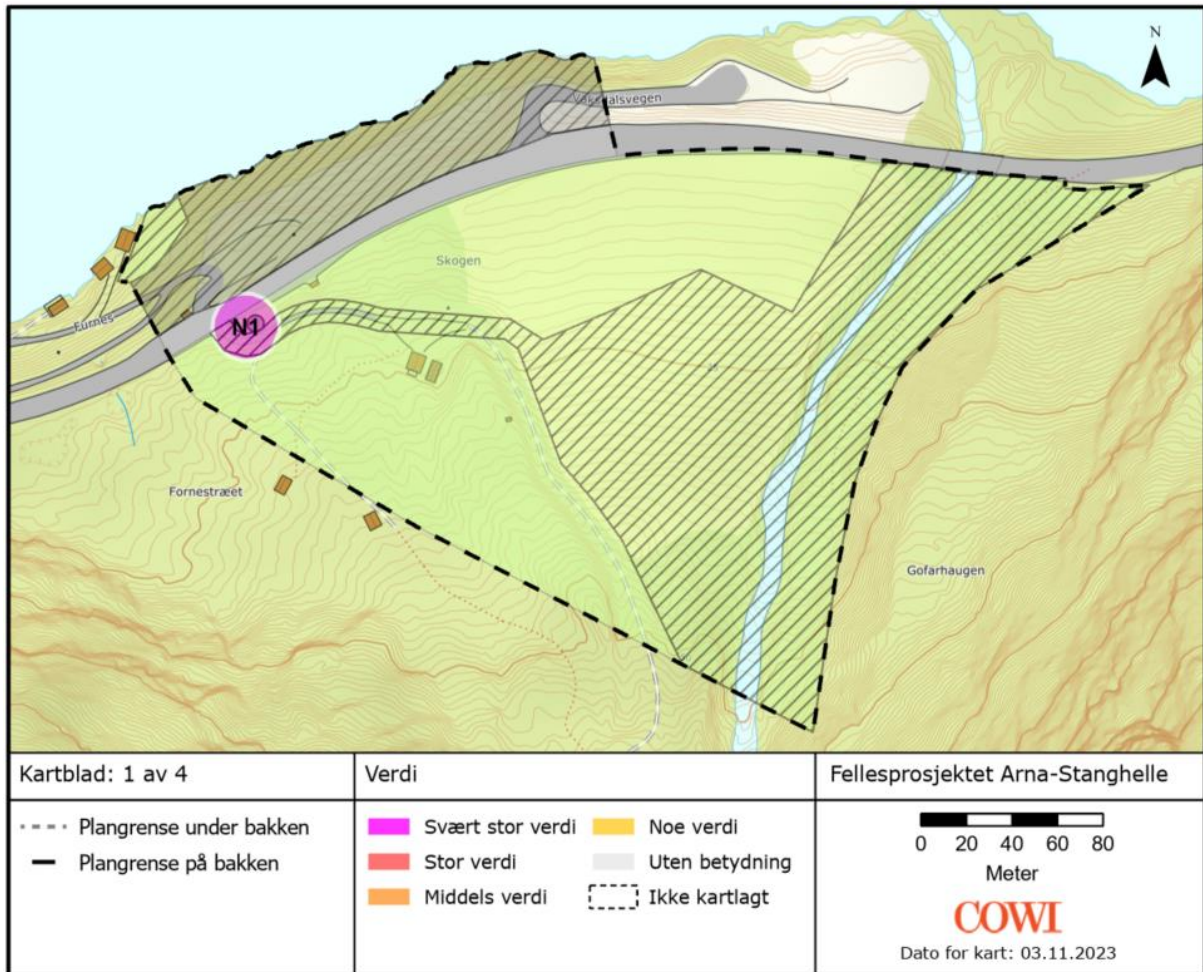 N
Vaksdalsvegen
Skogen
N1
Furnes
25
Fornestræet
Gofarhaugen
Kartblad: 1 av 4
Plangrense under bakken
Plangrense på bakken
Verdi
Svært stor verdi
Noe verdi
Stor verdi
Uten betydning
Middels verdi
Ikke kartlagt
Fellesprosjektet Arna-Stanghelle
0 20 40 60 80
Meter
COWI
Dato for kart: 03.11.2023